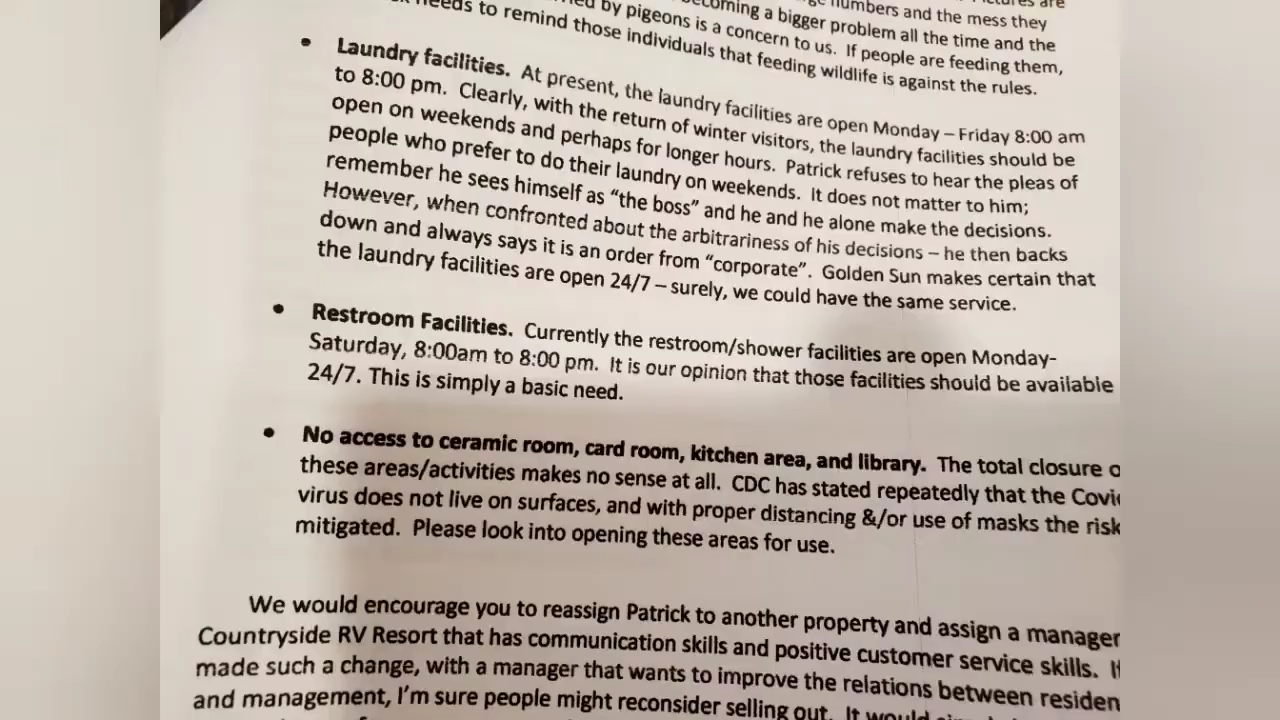 numbers and the mess they
coming a bigger problem all the time and the
by pigeons is a concern to us. If people are feeding them,
needs to remind those individuals that feeding wildlife is against the rules.
• Laundry facilities. At present, the laundry facilities are open Monday – Friday 8:00 am
to 8:00 pm. Clearly, with the return of winter visitors, the laundry facilities should be
open on weekends and perhaps for longer hours. Patrick refuses to hear the pleas of
people who prefer to do their laundry on weekends. It does not matter to him;
remember he sees himself as “the boss” and he and he alone make the decisions.
However, when confronted about the arbitrariness of his decisions – he then backs
down and always says it is an order from “corporate”. Golden Sun makes certain that
the laundry facilities are open 24/7 – surely, we could have the same service.
• Restroom Facilities. Currently the restroom/shower facilities are open Monday-
Saturday, 8:00am to 8:00 pm. It is our opinion that those facilities should be available
24/7. This is simply a basic need.
• No access to ceramic room, card room, kitchen area, and library. The total closure o
these areas/activities makes no sense at all. CDC has stated repeatedly that the Covi
virus does not live on surfaces, and with proper distancing &/or use of masks the risk
mitigated. Please look into opening these areas for use.
We would encourage you to reassign Patrick to another property and assign a manager
Countryside RV Resort that has communication skills and positive customer service skills. I
made such a change, with a manager that wants to improve the relations between residen
and management, I’m sure people might reconsider selling out. It would